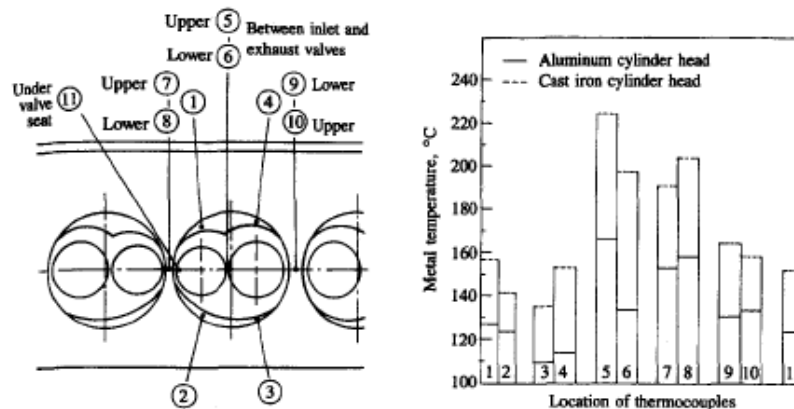 Upper 5
Between inlet and
Lower 6
exhaust valves
Upper 7
9 Lower
Under
valve
seat
11
1
4
Lower 8
10 Upper
2
3
Aluminum cylinder head
Cast iron cylinder head
Metal temperature, °C
240
220
200
180
160
140
120
100
1 2 3 4 5 6 7 8 9 10 1
Location of thermocouples